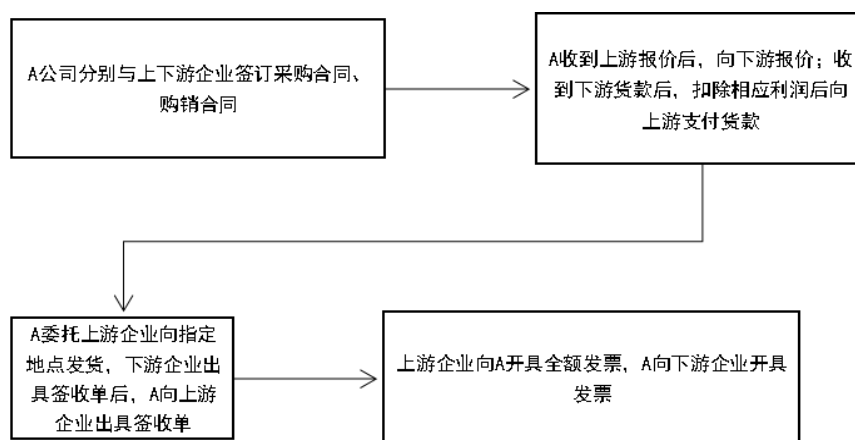 A公司分别与上下游企业签订采购合同、
购销合同
A收到上游报价后，向下游报价；收
到下游货款后，扣除相应利润后向
上游支付货款
A委托上游企业向指定
地点发货，下游企业出
具签收单后，A向上游
企业出具签收单
上游企业向A开具全额发票，A向下游企业开具
发票